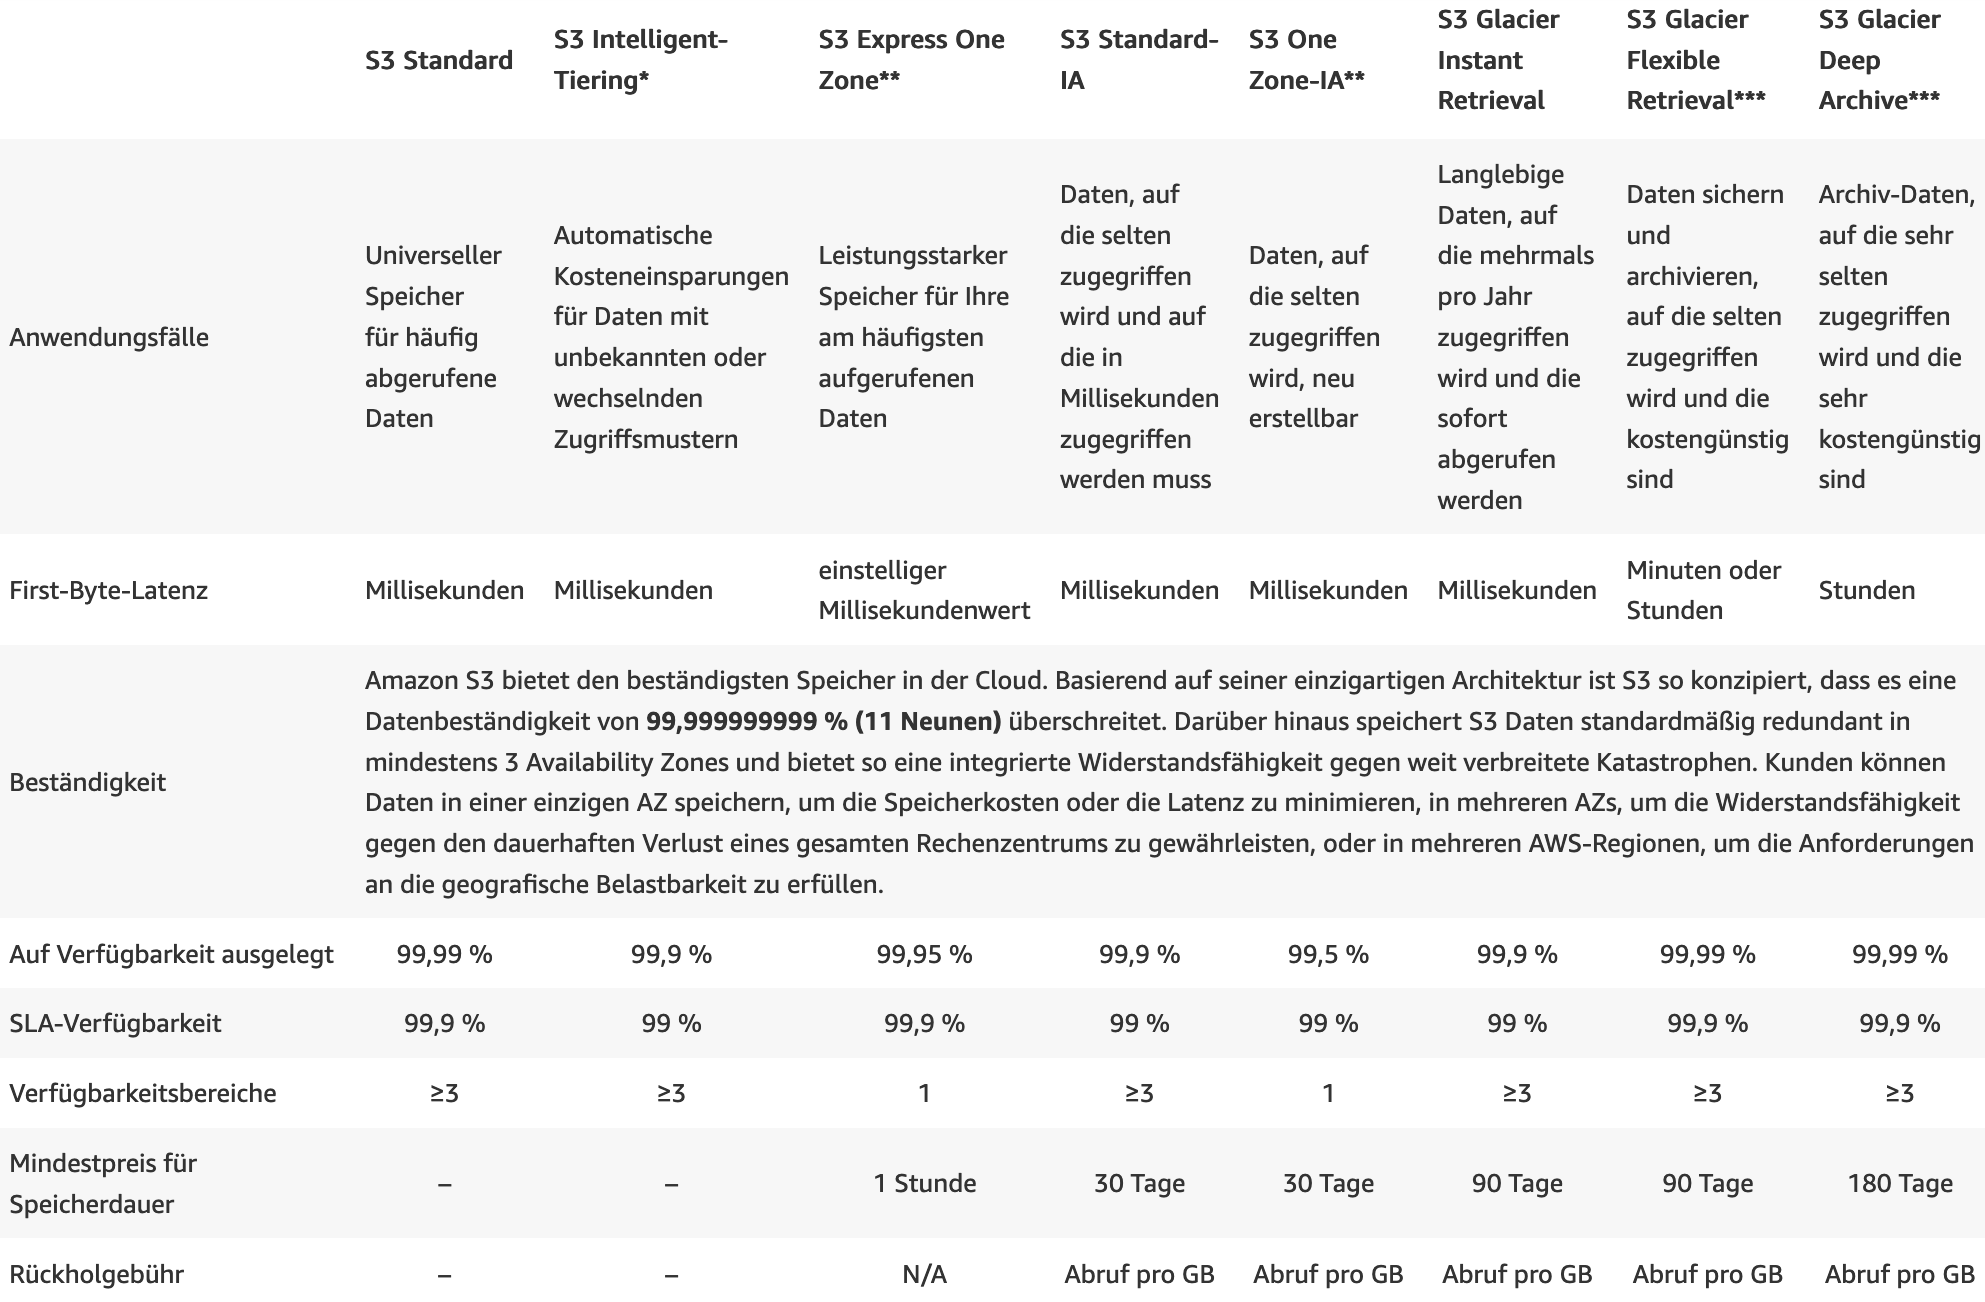 S3 Standard
S3 Intelligent-
Tiering*
S3 Express One
Zone**
S3 Standard-
IA
S3 One
Zone-IA**
S3 Glacier
Instant
Retrieval
S3 Glacier
Flexible
Retrieval***
S3 Glacier
Deep
Archive***
Anwendungsfälle
Universeller
Speicher
für häufig
abgerufene
Daten
Automatische
Kosteneinsparungen
für Daten mit
unbekannten oder
wechselnden
Zugriffsmustern
Leistungsstarker
Speicher für Ihre
am häufigsten
aufgerufenen
Daten
Daten, auf
die selten
zugegriffen
wird und auf
die in
Millisekunden
zugegriffen
werden muss
Daten, auf
die selten
zugegriffen
wird, neu
erstellbar
Langlebige
Daten, auf
die mehrmals
pro Jahr
zugegriffen
wird und die
sofort
abgerufen
werden
Daten sichern
und
archivieren,
auf die selten
zugegriffen
wird und die
kostengünstig
sind
Archiv-Daten,
auf die sehr
selten
zugegriffen
wird und die
sehr
kostengünstig
sind
First-Byte-Latenz
Millisekunden
Millisekunden
einstelliger
Millisekundenwert
Millisekunden
Millisekunden
Millisekunden
Minuten oder
Stunden
Stunden
Beständigkeit
Amazon S3 bietet den beständigsten Speicher in der Cloud. Basierend auf seiner einzigartigen Architektur ist S3 so konzipiert, dass es eine
Datenbeständigkeit von 99,999999999 % (11 Neunen) überschreitet. Darüber hinaus speichert S3 Daten standardmäßig redundant in
mindestens 3 Availability Zones und bietet so eine integrierte Widerstandsfähigkeit gegen weit verbreitete Katastrophen. Kunden können
Daten in einer einzigen AZ speichern, um die Speicherkosten oder die Latenz zu minimieren, in mehreren AZs, um die Widerstandsfähigkeit
gegen den dauerhaften Verlust eines gesamten Rechenzentrums zu gewährleisten, oder in mehreren AWS-Regionen, um die Anforderungen
an die geografische Belastbarkeit zu erfüllen.
Auf Verfügbarkeit ausgelegt 99,99 % 99,9 % 99,95 % 99,9 % 99,5 % 99,9 % 99,99 % 99,99 %
SLA-Verfügbarkeit 99,9 % 99 % 99,9 % 99 % 99 % 99 % 99,9 % 99,9 %
Verfügbarkeitsbereiche ≥3 ≥3 1 ≥3 1 ≥3 ≥3 ≥3
Mindestpreis für
Speicherdauer
– – 1 Stunde 30 Tage 30 Tage 90 Tage 90 Tage 180 Tage
Rückholgebühr – – N/A Abruf pro GB Abruf pro GB Abruf pro GB Abruf pro GB Abruf pro GB